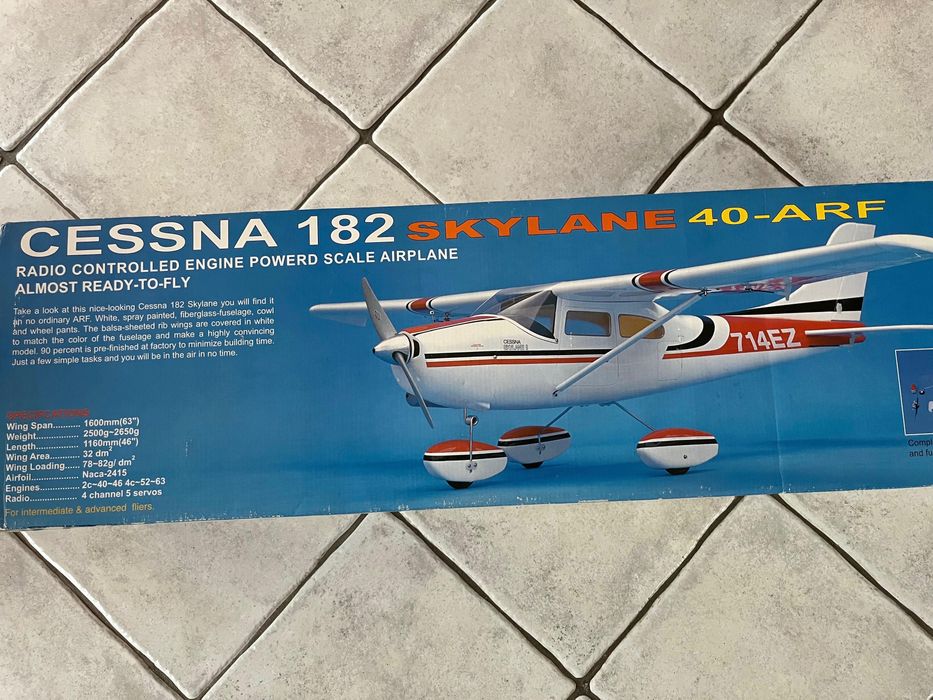 CESSNA 182 SKYLANE 40-ARF
RADIO CONTROLLED ENGINE POWERD SCALE AIRPLANE
ALMOST READY-TO-FLY
Take a look at this nice-looking Cessna 182 Skylane you will find it
an no ordinary ARF. White, spray painted, fiberglass-fuselage, cowl
and wheel pants. The balsa-sheeted rib wings are covered in white
to match the color of the fuselage and make a highly convincing
model. 90 percent is pre-finished at factory to minimize building time.
Just a few simple tasks and you will be in the air in no time.
SPECIFICATIONS
Wing Span........... 1600mm(63")
Weight................. 2500g~2650g
Length................. 1160mm(46")
Wing Area............ 32 dm²
Wing Loading...... 78~82g/ dm²
Airfoil................... Naca-2415
Engines................ 2c~40~46 4c~52~63
Radio.................... 4 channel 5 servos
For intermediate & advanced fliers.
CESSNA
SKYLANE
714EZ
and fu